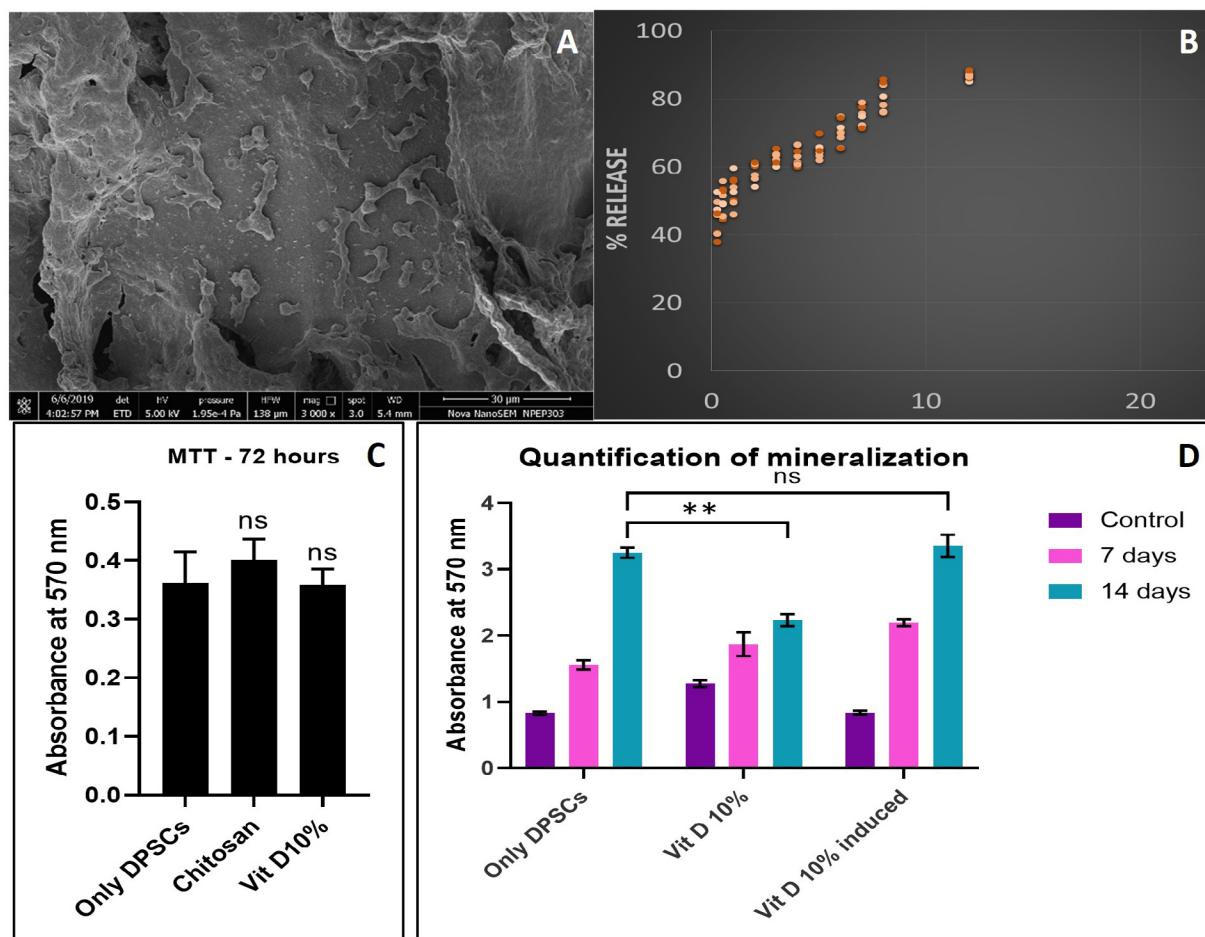 A
6/6/2019 det HV pressure HFW mag □ spot WD
4:02:57 PM ETD 5.00 kV 1.95e-4 Pa 138 µm 3 000 x 3.0 5.4 mm
30 µm
Nova NanoSEM NPEP303
B
100
80
60
40
20
0
% RELEASE
0 10 20
C
MTT - 72 hours
0.5
0.4
0.3
0.2
0.1
0.0
Absorbance at 570 nm
ns
ns
Only DPSCs
Chitosan
Vit D10%
D
Quantification of mineralization
ns
**
4
3
2
1
0
Absorbance at 570 nm
Only DPSCs
Vit D 10%
Vit D 10% induced
Control
7 days
14 days